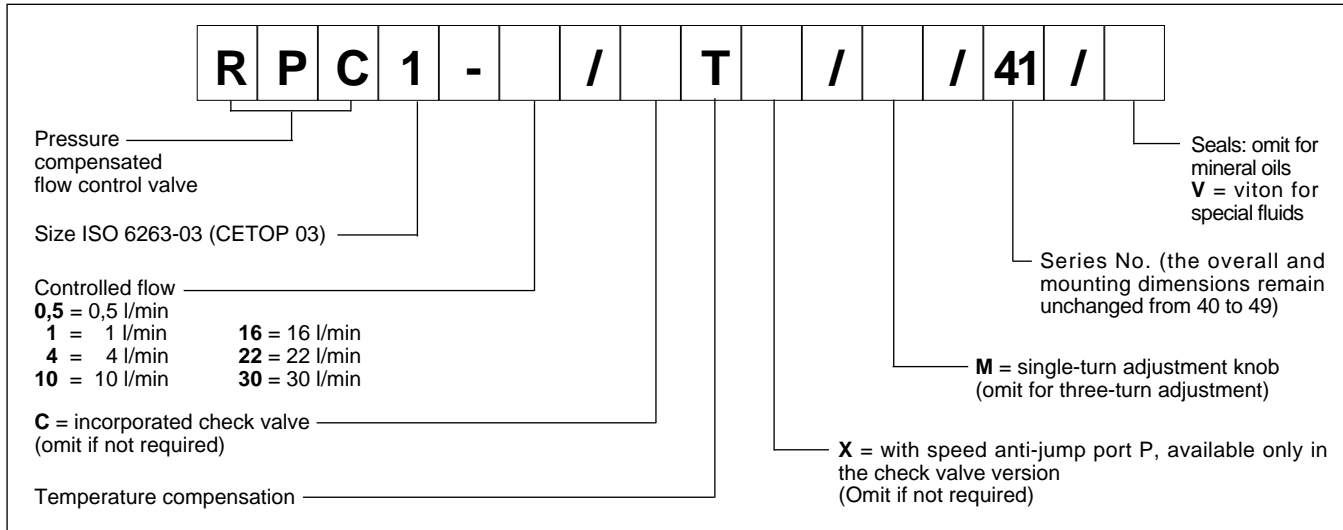 R P C 1 - / T / / 41 /
Pressure
compensated
flow control valve
Size ISO 6263-03 (CETOP 03)
Controlled flow
0,5 = 0,5 l/min
1 = 1 l/min 16 = 16 l/min
4 = 4 l/min 22 = 22 l/min
10 = 10 l/min 30 = 30 l/min
C = incorporated check valve
(omit if not required)
Temperature compensation
Seals: omit for
mineral oils
V = viton for
special fluids
Series No. (the overall and
mounting dimensions remain
unchanged from 40 to 49)
M = single-turn adjustment knob
(omit for three-turn adjustment)
X = with speed anti-jump port P, available only in
the check valve version
(Omit if not required)